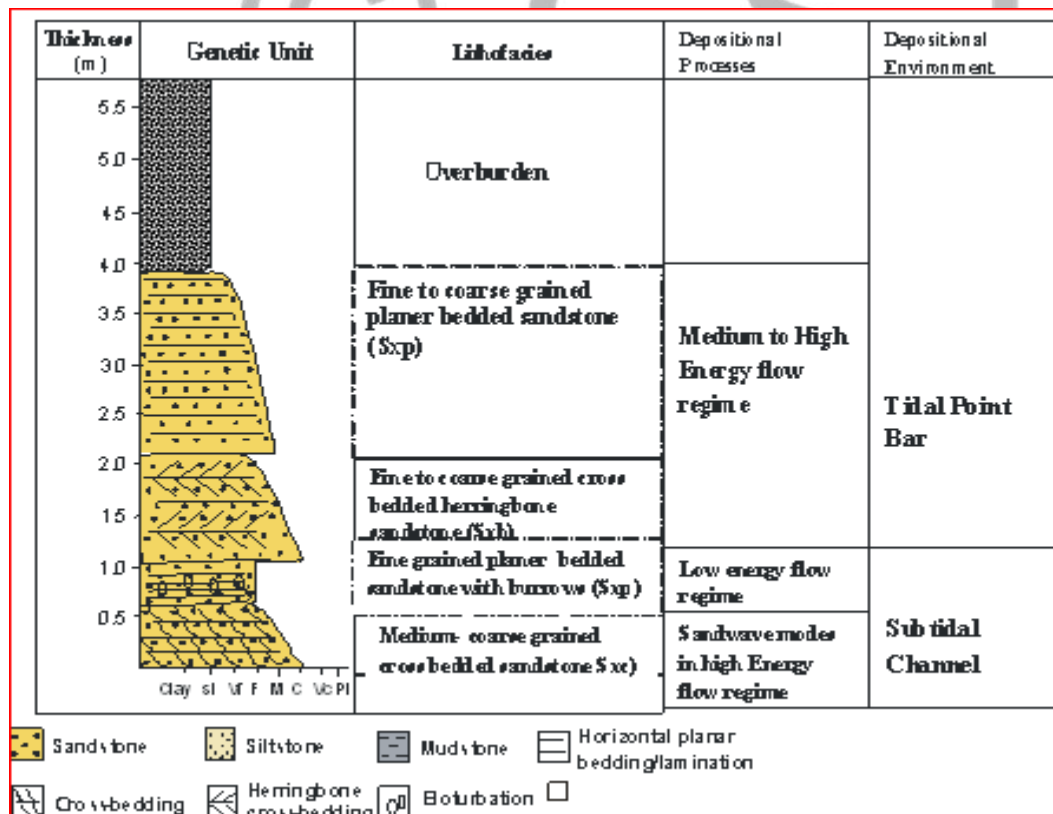 Thickness
(m)
Genetic Unit
Lithofacies
Depositional
Processes
Depositional
Environment
5.5
5.0
4.5
4.0
3.5
3.0
2.5
2.0
1.5
1.0
0.5
Clay sl Vf F M C Vc Pl
Overburden
Fine to coarse grained
planer bedded sandstone
(Sxp)
Fine to coarse grained cross
bedded herringbone
sandstone (Sxh)
Fine grained planer bedded
sandstone with burrows (Sxp)
Medium- coarse grained
cross bedded sandstone Sxc)
Medium to High
Energy flow
regime
Low energy flow
regime
Sandwave modes
in high Energy
flow regime
Tidal Point
Bar
Subtidal
Channel
Sandstone
Siltstone
Mudstone
Horizontal planar
bedding/lamination
Cross-bedding
Herringbone
cross-bedding
Bioturbation